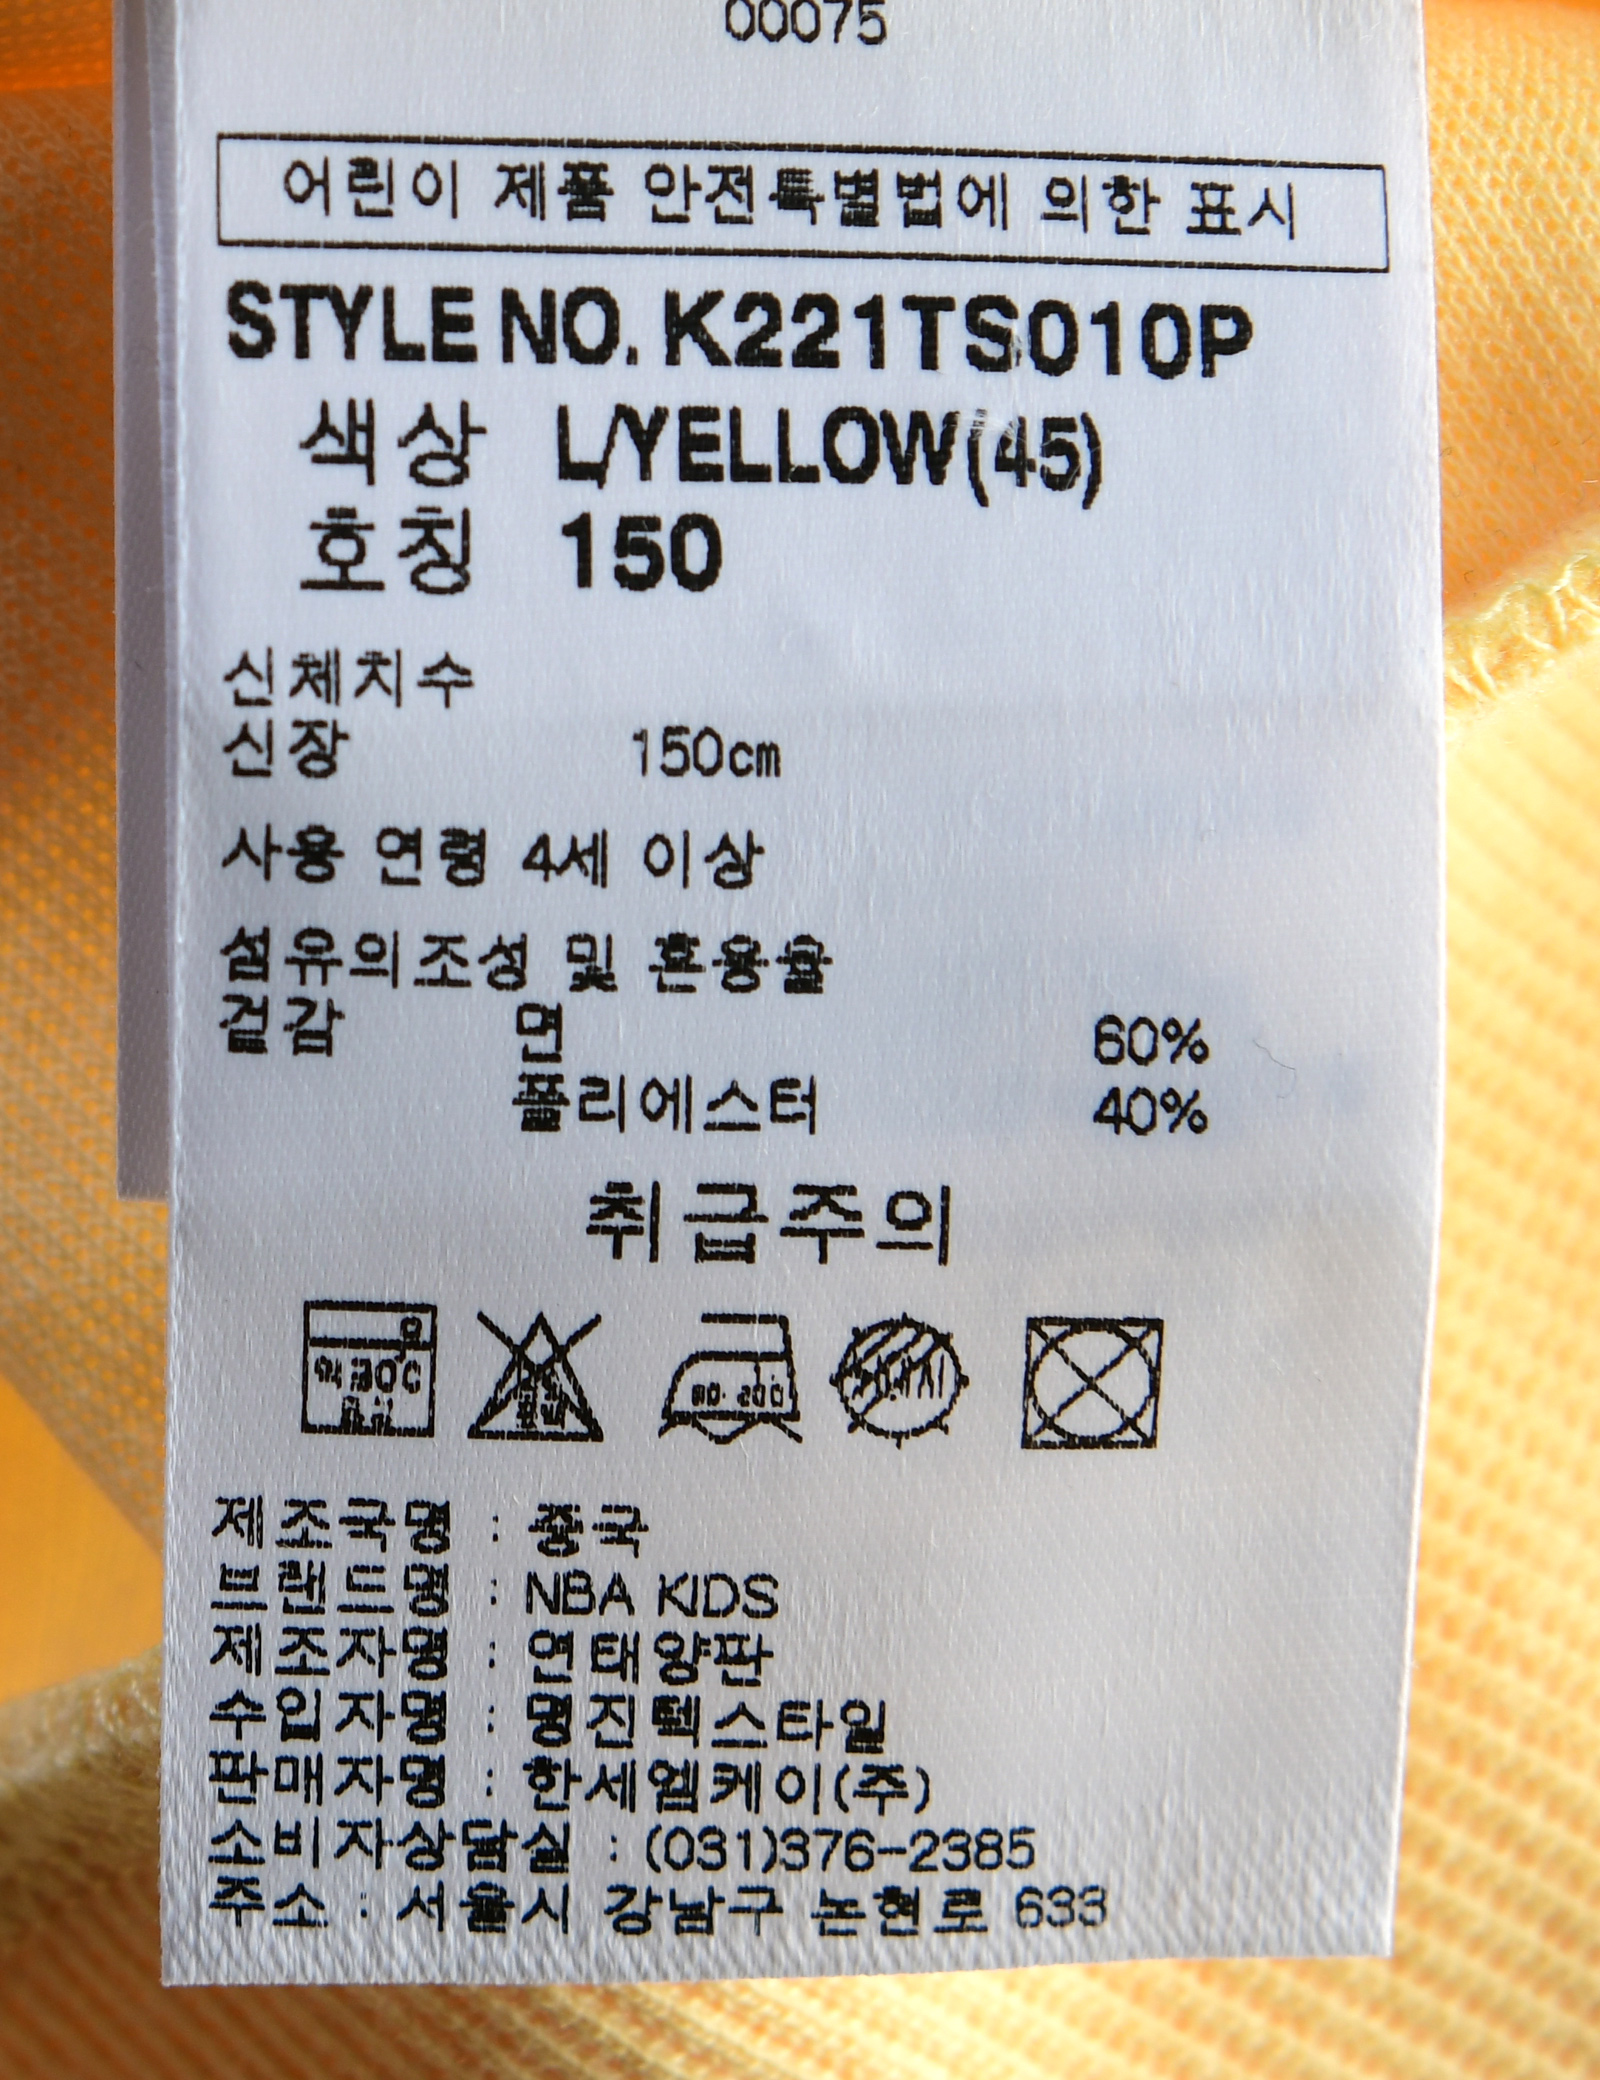 00075
어린이 제품 안전특별법에 의한 표시
STYLE NO. K221TS010P
색상 L/YELLOW(45)
호칭 150
신체치수
신장 150cm
사용 연령 4세 이상
섬유의조성 및 혼용율
겉감 면 60%
폴리에스터 40%
취급주의
약30℃
제조국명 : 중국
브랜드명 : NBA KIDS
제조자명 : 연태양판
수입자명 : 명진텍스타일
판매자명 : 한세엠케이(주)
소비자상담실 : (031)376-2385
주소 : 서울시 강남구 논현로 633